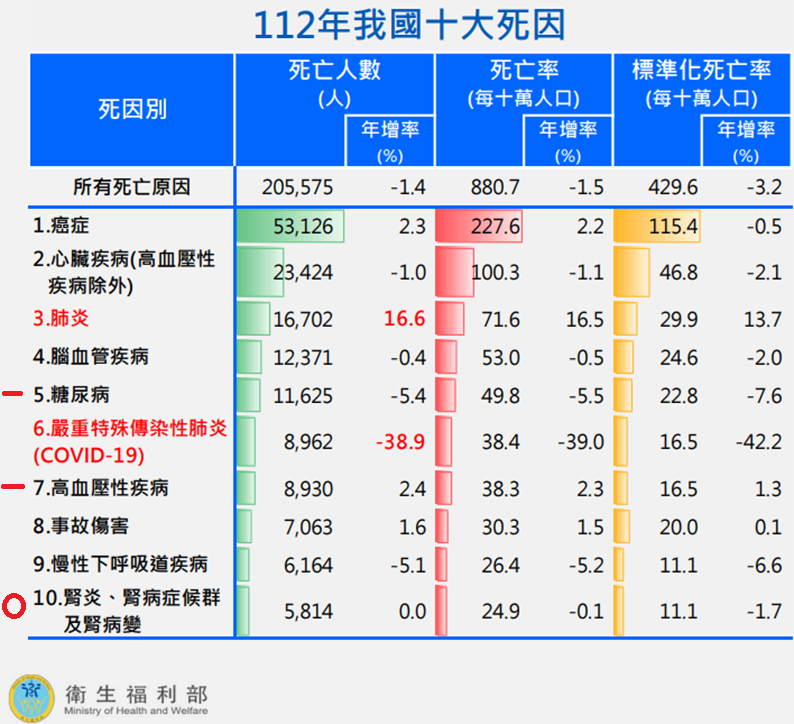 112年我國十大死因
死因別 死亡人數 死亡率 標準化死亡率
(人) (每十萬人口) (每十萬人口)
年增率 年增率 年增率
(%) (%) (%)
所有死亡原因 205,575 -1.4 880.7 -1.5 429.6 -3.2
1.癌症 53,126 2.3 227.6 2.2 115.4 -0.5
2.心臟疾病(高血壓性
疾病除外) 23,424 -1.0 100.3 -1.1 46.8 -2.1
3.肺炎 16,702 16.6 71.6 16.5 29.9 13.7
4.腦血管疾病 12,371 -0.4 53.0 -0.5 24.6 -2.0
5.糖尿病 11,625 -5.4 49.8 -5.5 22.8 -7.6
6.嚴重特殊傳染性肺炎
(COVID-19) 8,962 -38.9 38.4 -39.0 16.5 -42.2
7.高血壓性疾病 8,930 2.4 38.3 2.3 16.5 1.3
8.事故傷害 7,063 1.6 30.3 1.5 20.0 0.1
9.慢性下呼吸道疾病 6,164 -5.1 26.4 -5.2 11.1 -6.6
10.腎炎、腎病症候群
及腎病變 5,814 0.0 24.9 -0.1 11.1 -1.7
衛生福利部
Ministry of Health and Welfare